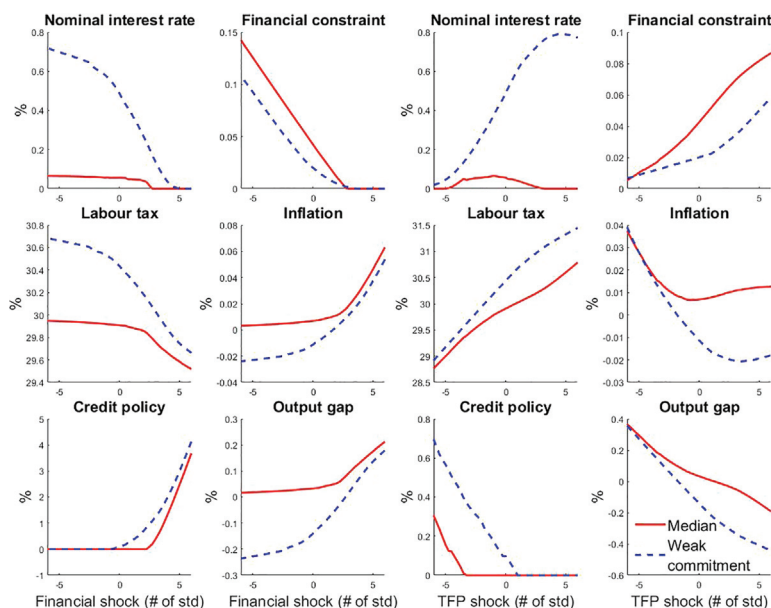 Nominal interest rate Financial constraint Nominal interest rate Financial constraint
0.8 0.15 0.8 0.1
0.6 0.1 0.6 0.08
0.4 0.4 0.06
0.2 0.05 0.2 0.04
0.02
0 0 0 0
% % % %
-5 0 5 -5 0 5 -5 0 5 -5 0 5
Labour tax Inflation Labour tax Inflation
30.8 0.08 31.5 0.04
30.6 0.06 31 0.03
30.4 0.04 30.5 0.02
30.2 0.02 30 0.01
30 0 29.5 0
29.8 -0.02 29 -0.01
29.6 -0.02
29.4 -0.04 28.5 -0.03
% % % %
-5 0 5 -5 0 5 -5 0 5 -5 0 5
Credit policy Output gap Credit policy Output gap
5 0.3 0.8 0.4
4 0.2 0.6 0.2
3 0.1 0.4 0
2 0 0.2 -0.2
1 -0.1 0 -0.4
0 -0.2 -0.6
-1 -0.3
% % % %
Median
Weak
commitment
-5 0 5 -5 0 5 -5 0 5 -5 0 5
Financial shock (# of std) Financial shock (# of std) TFP shock (# of std) TFP shock (# of std)